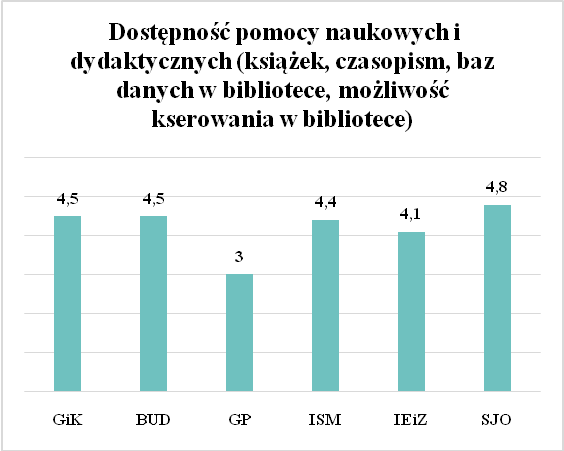 Dostępność pomocy naukowych i
dydaktycznych (książek, czasopism, baz
danych w bibliotece, możliwość
kserowania w bibliotece)
4,5 4,5 3 4,4 4,1 4,8
GiK BUD GP ISM IEiZ SJO